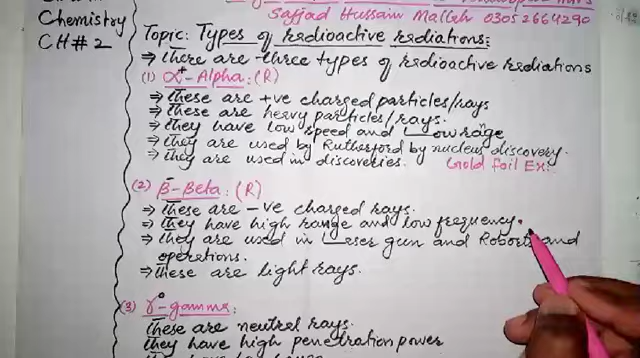 Chemistry
CH # 2
Sajjad Hussain Mallah 03052664290
Topic: Types of radioactive radiations:
⇒ There are three types of radioactive radiations
(1) α⁺- Alpha: (R)
⇒ These are +ve charged particles/rays
⇒ These are heavy particles/rays.
⇒ They have low speed and Low range
⇒ They are used by Rutherford by nucleus discovery.
⇒ They are used in discoveries. Gold foil Ex:
(2) β̄-Beta: (R)
⇒ These are -ve charged rays.
⇒ They have high range and low frequency.
⇒ They are used in Leser gun and Roborts and
operations.
⇒ These are light rays.
(3) γ°-gamma:
These are neutral rays.
They have high penetration power